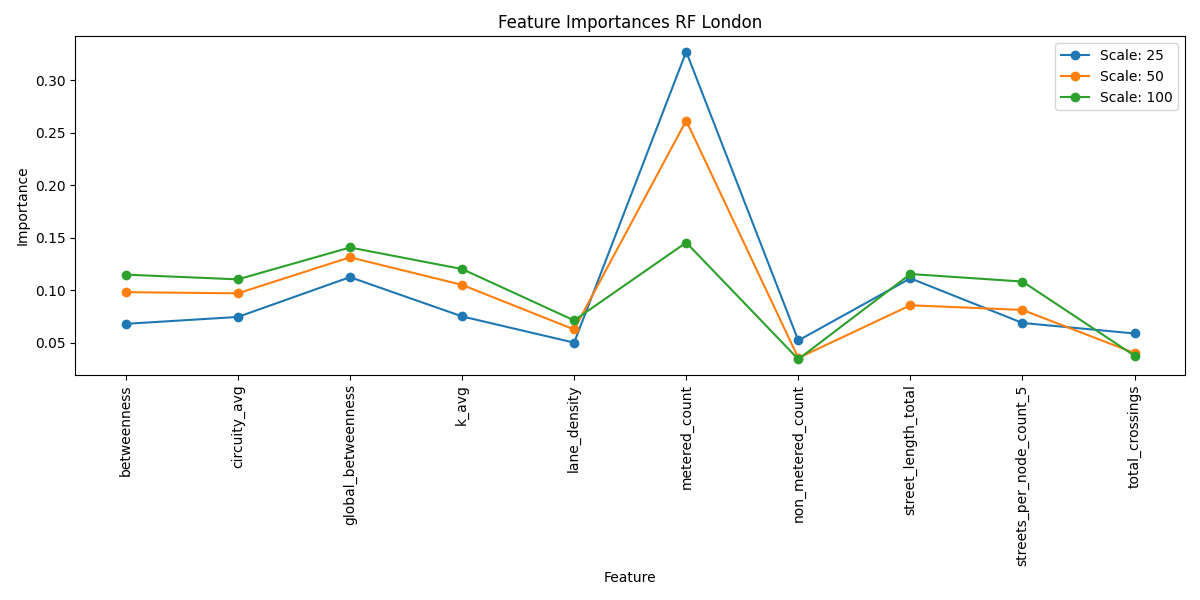 Feature Importances RF London
Scale: 25
Scale: 50
Scale: 100
Importance
0.30
0.25
0.20
0.15
0.10
0.05
betweenness
circuity_avg
global_betweenness
k_avg
lane_density
metered_count
non_metered_count
street_length_total
streets_per_node_count_5
total_crossings
Feature